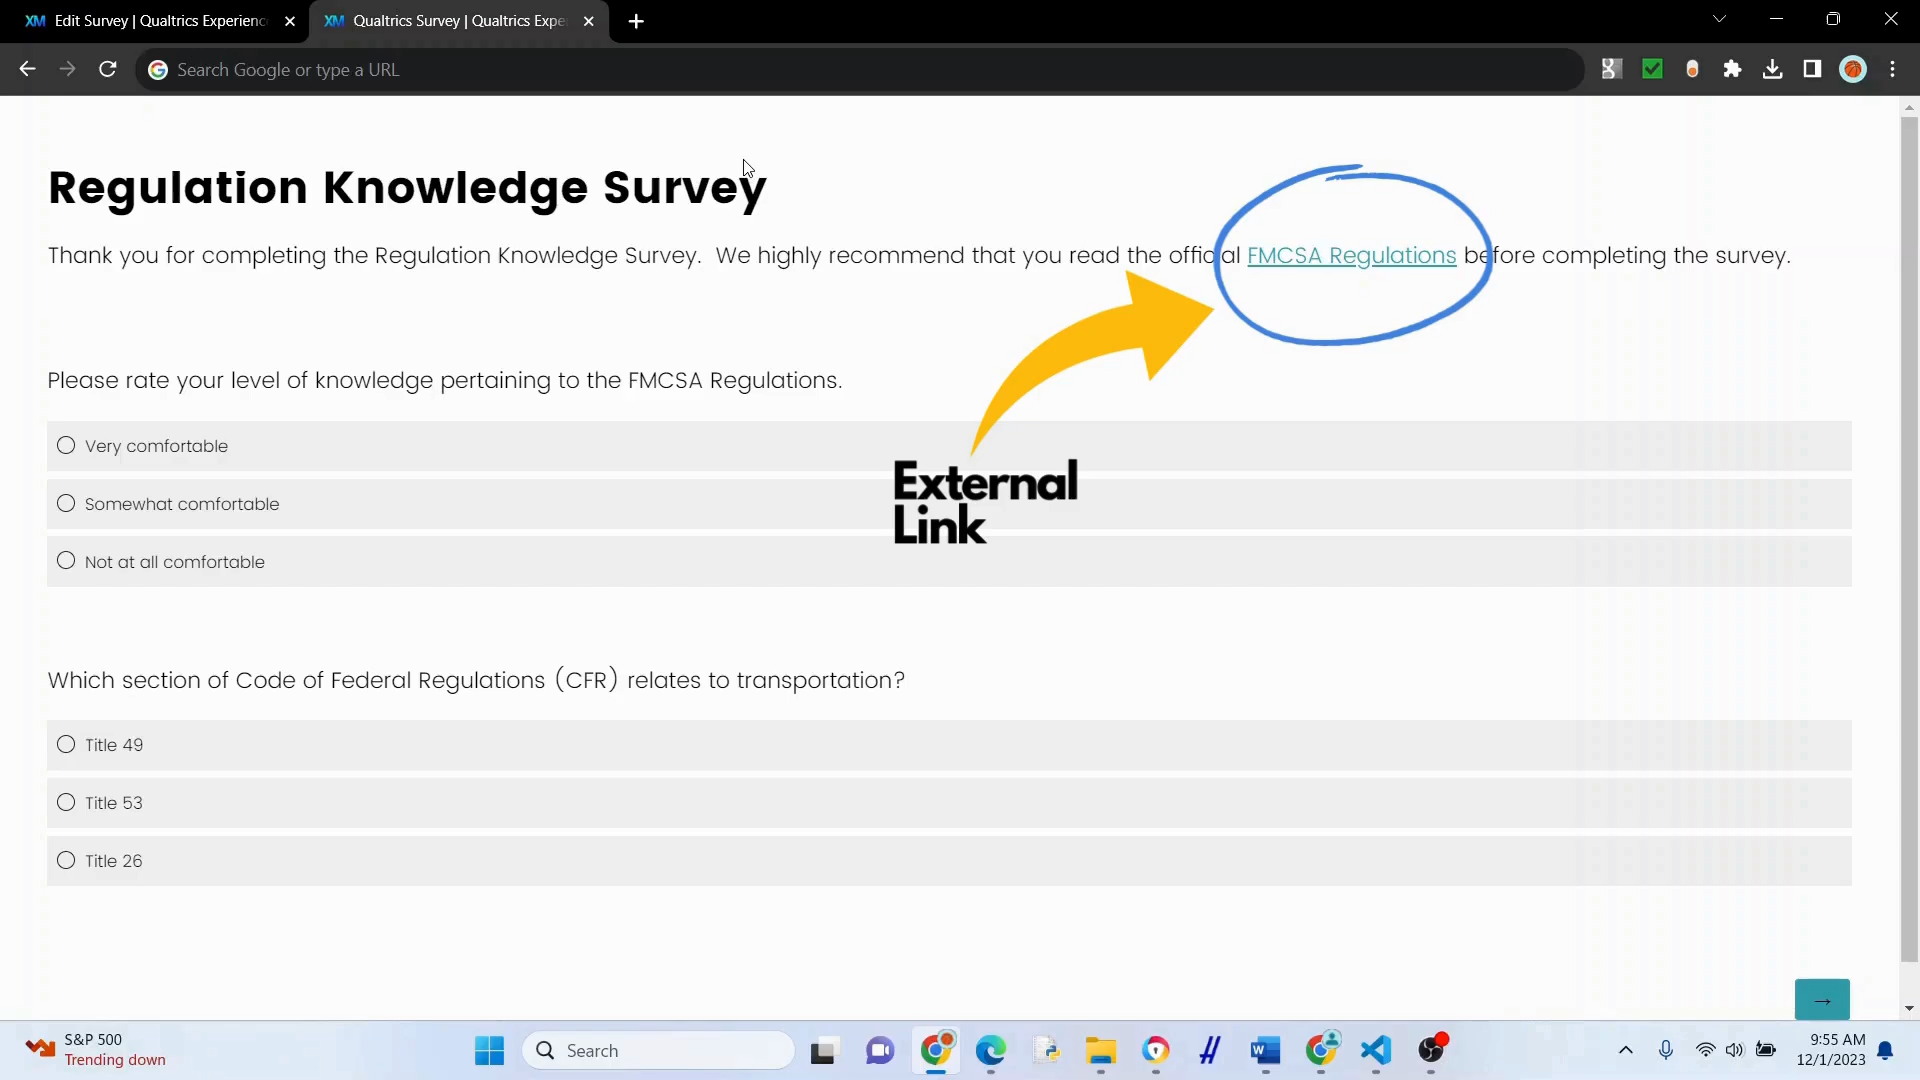 XM Edit Survey | Qualtrics Experienc
XM Qualtrics Survey | Qualtrics Expe
Search Google or type a URL
Regulation Knowledge Survey
Thank you for completing the Regulation Knowledge Survey. We highly recommend that you read the official FMCSA Regulations before completing the survey.
Please rate your level of knowledge pertaining to the FMCSA Regulations.
Very comfortable
Somewhat comfortable
Not at all comfortable
External
Link
Which section of Code of Federal Regulations (CFR) relates to transportation?
Title 49
Title 53
Title 26
→
S&P 500
Trending down
Search
9:55 AM
12/1/2023